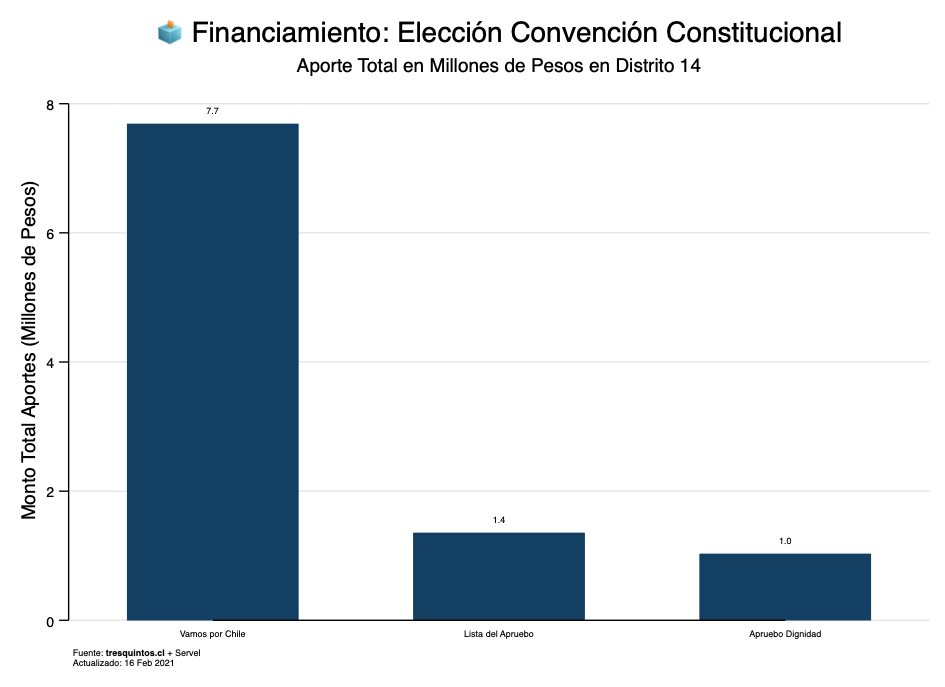 Financiamiento: Elección Convención Constitucional
Aporte Total en Millones de Pesos en Distrito 14
Monto Total Aportes (Millones de Pesos)
8
6
4
2
0
7.7
1.4
1.0
Vamos por Chile
Lista del Apruebo
Apruebo Dignidad
Fuente: tresquintos.cl + Servel
Actualizado: 16 Feb 2021